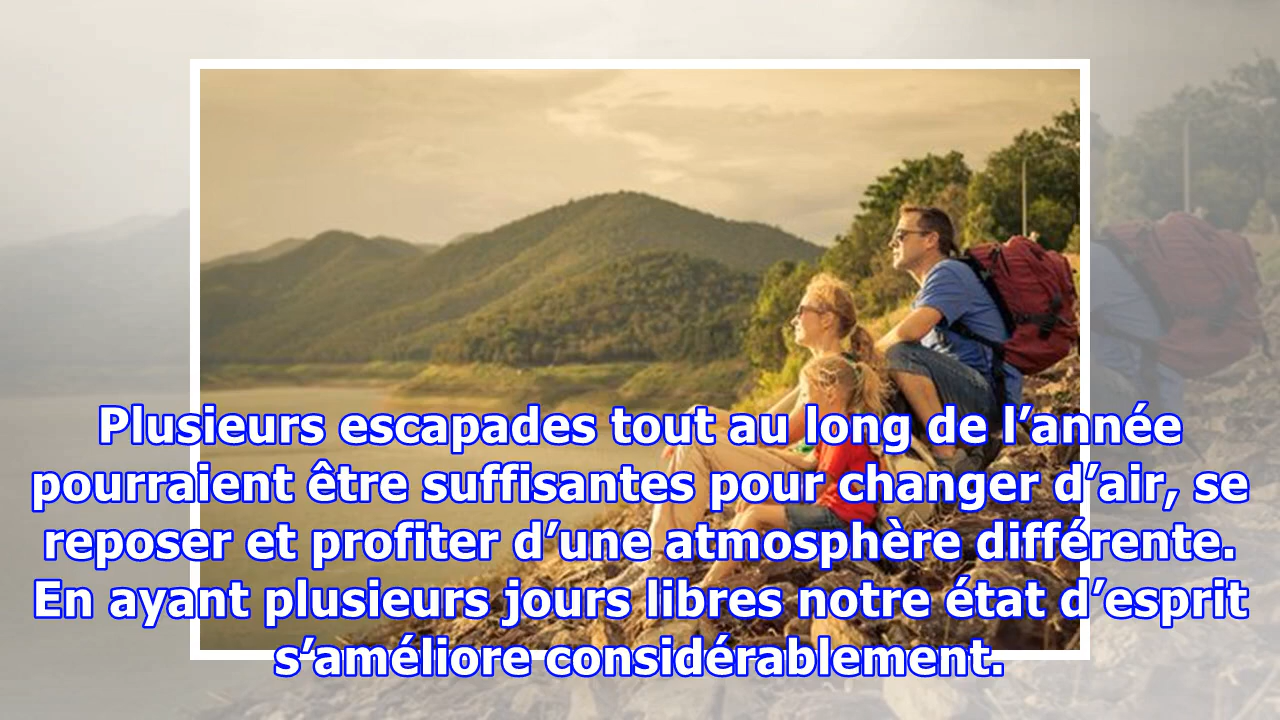 Plusieurs escapades tout au long de l’année
pourraient être suffisantes pour changer d’air, se
reposer et profiter d’une atmosphère différente.
En ayant plusieurs jours libres notre état d’esprit
s’améliore considérablement.